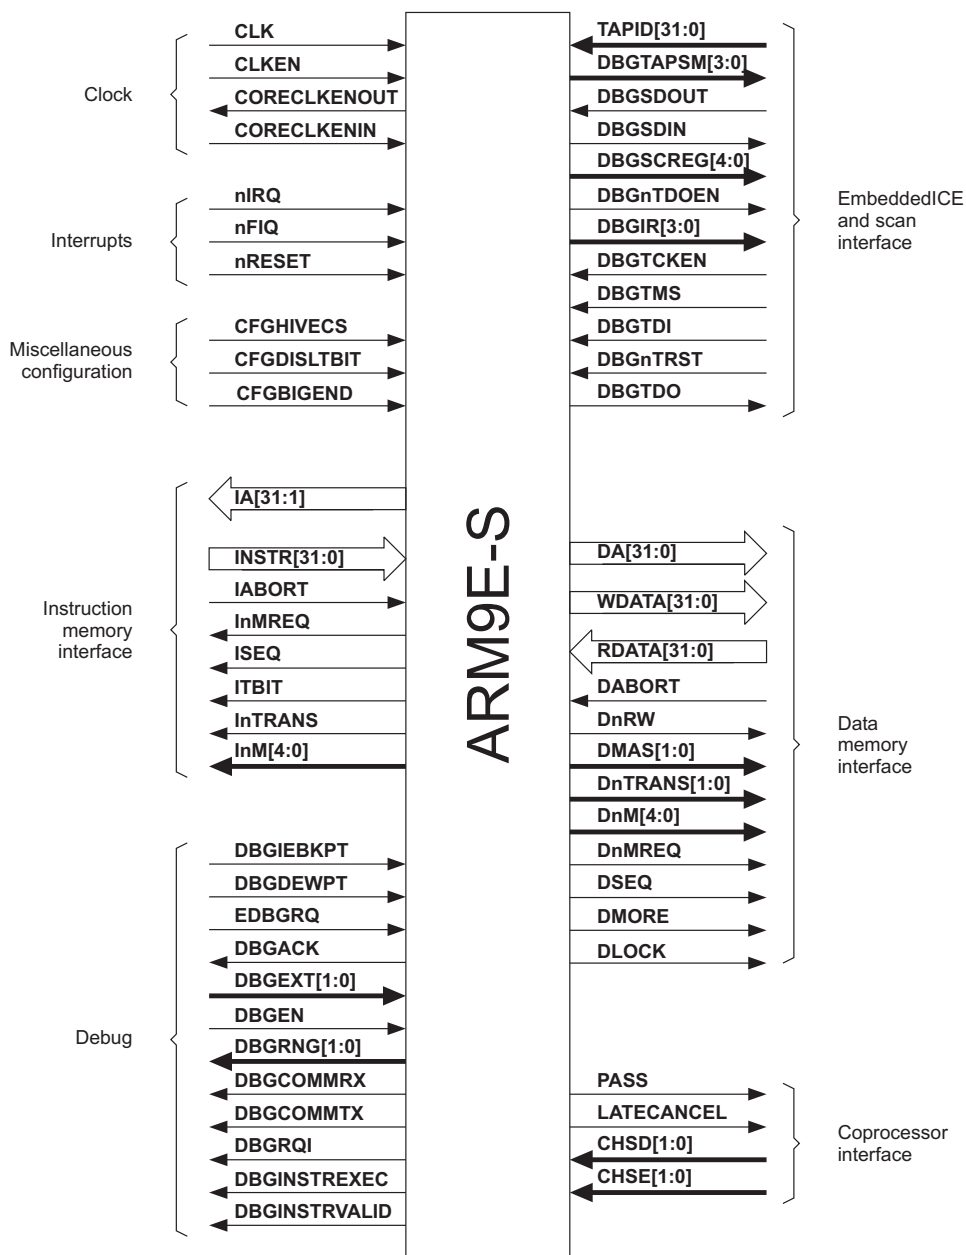 Clock
CLK
CLKEN
CORECLKENOUT
CORECLKENIN
Interrupts
nIRQ
nFIQ
nRESET
Miscellaneous
configuration
CFGHIVECS
CFGDISLTBIT
CFGBIGEND
Instruction
memory
interface
IA[31:1]
INSTR[31:0]
IABORT
InMREQ
ISEQ
ITBIT
InTRANS
InM[4:0]
Debug
DBGIEBKPT
DBGDEWPT
EDBGRQ
DBGACK
DBGEXT[1:0]
DBGEN
DBGRNG[1:0]
DBGCOMMRX
DBGCOMMTX
DBGRQI
DBGINSTREXEC
DBGINSTRVALID
ARM9E-S
TAPID[31:0]
DBGTAPSM[3:0]
DBGSDOUT
DBGSDIN
DBGSCREG[4:0]
DBGnTDOEN
DBGIR[3:0]
DBGTCKEN
DBGTMS
DBGTDI
DBGnTRST
DBGTDO
EmbeddedICE
and scan
interface
DA[31:0]
WDATA[31:0]
RDATA[31:0]
DABORT
DnRW
DMAS[1:0]
DnTRANS[1:0]
DnM[4:0]
DnMREQ
DSEQ
DMORE
DLOCK
Data
memory
interface
PASS
LATECANCEL
CHSD[1:0]
CHSE[1:0]
Coprocessor
interface